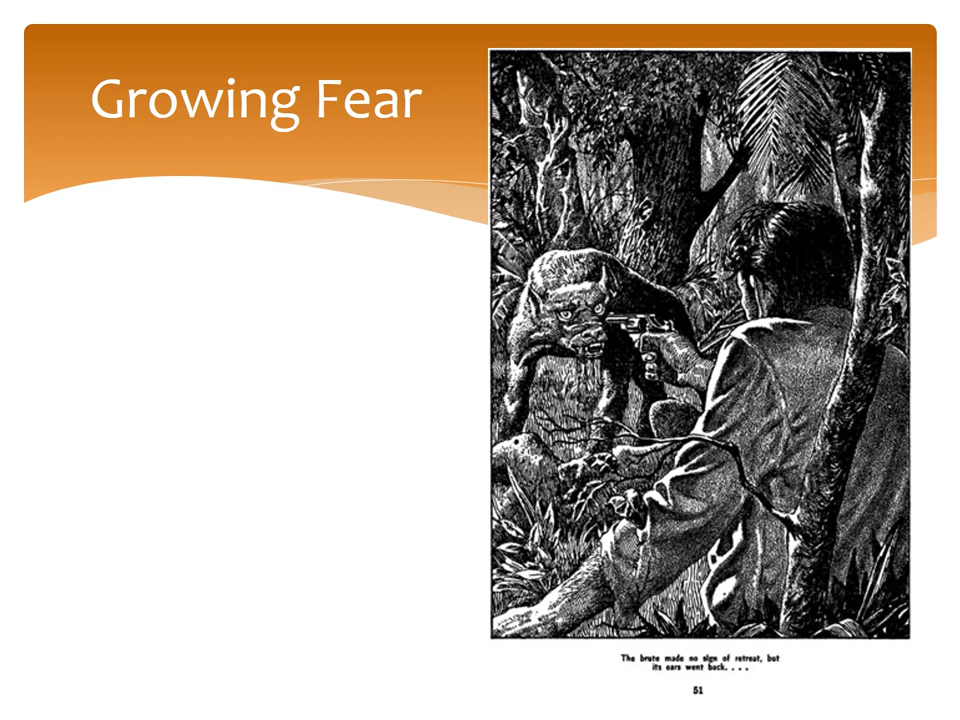 Growing Fear
The brute made no sign of retreat, but
its ears went back. . . .
51